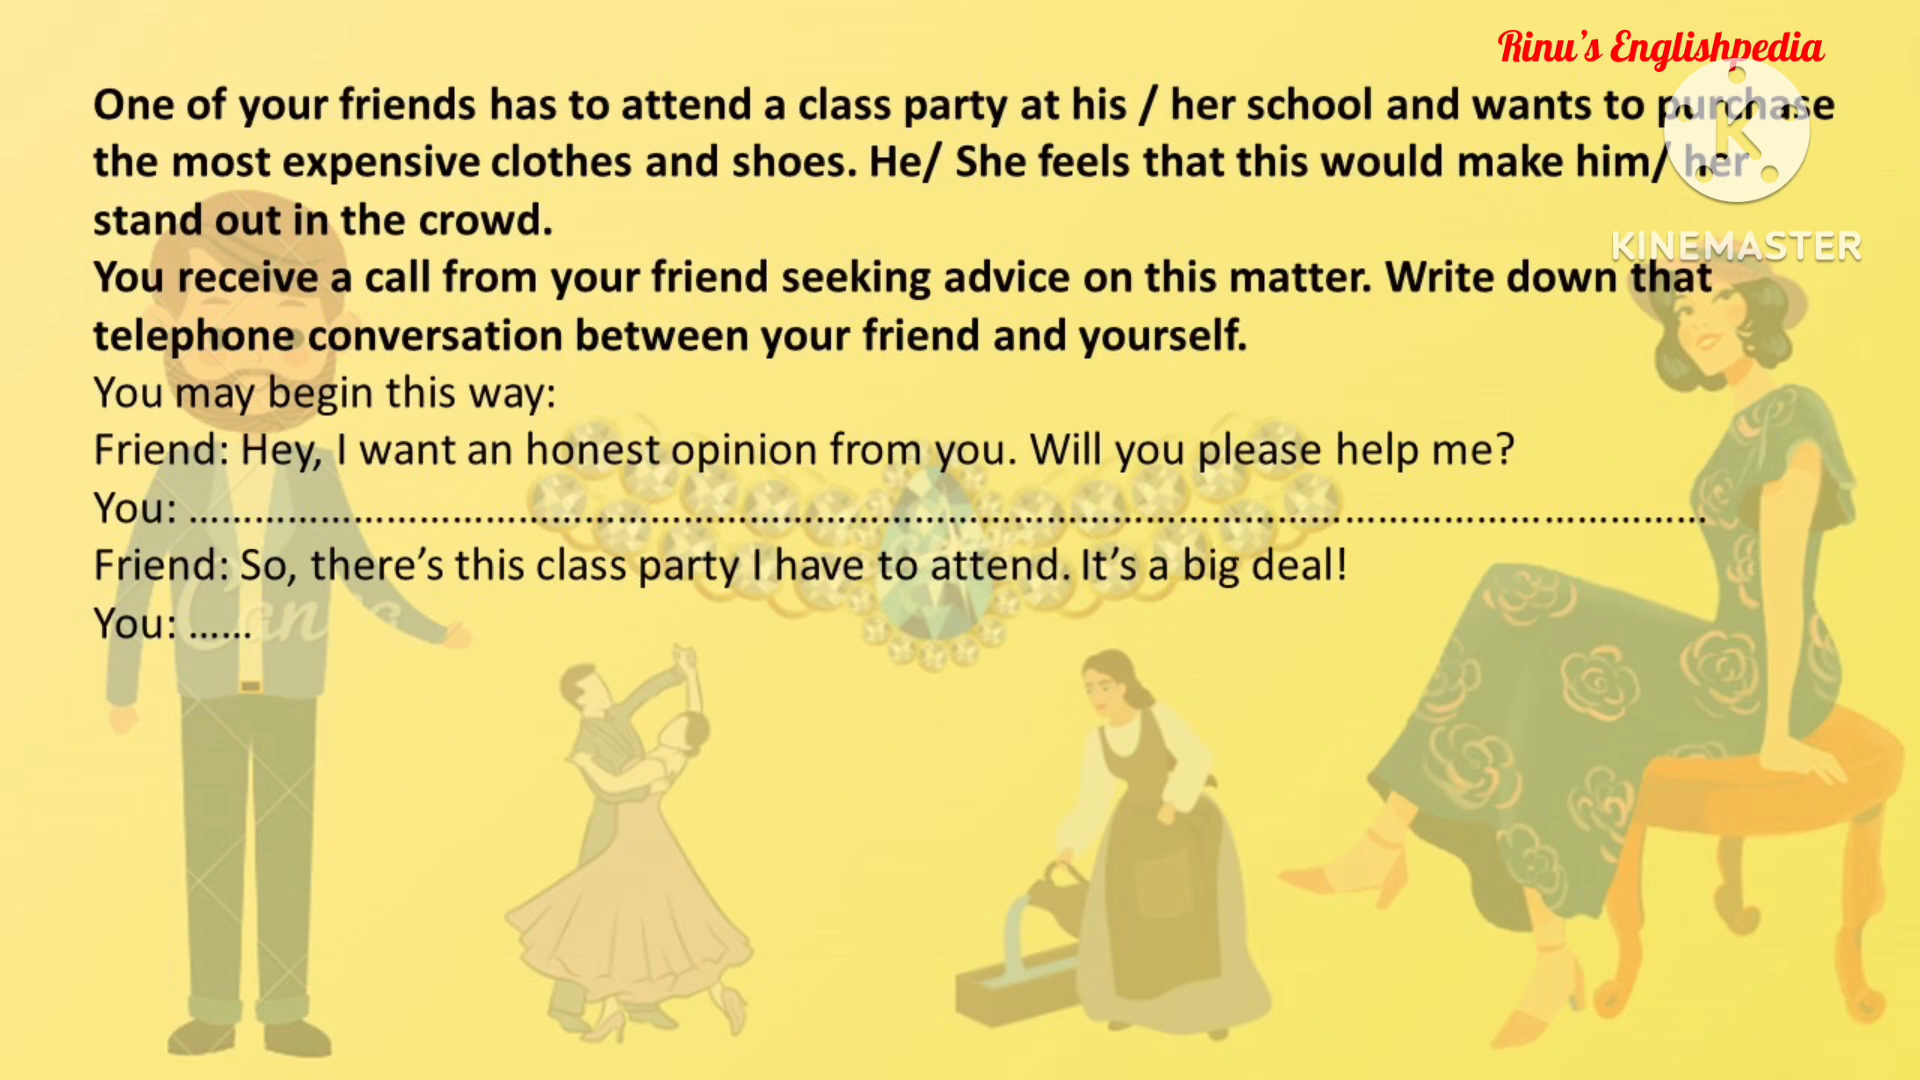 Rinu's Englishpedia
One of your friends has to attend a class party at his / her school and wants to purchase
the most expensive clothes and shoes. He/ She feels that this would make him/ her
stand out in the crowd.
KINEMASTER
You receive a call from your friend seeking advice on this matter. Write down that
telephone conversation between your friend and yourself.
You may begin this way:
Friend: Hey, I want an honest opinion from you. Will you please help me?
You: ……………………………………………………………………………………………………………………………………
Friend: So, there's this class party I have to attend. It's a big deal!
You: ……
Canva